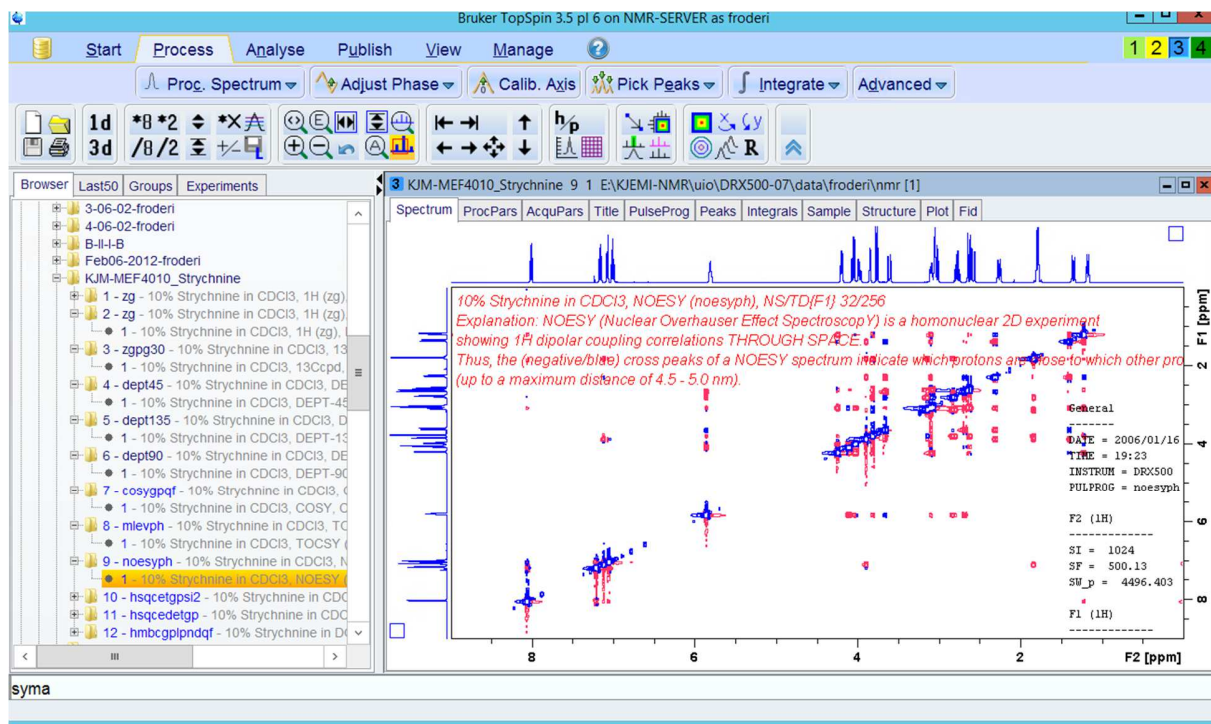 Bruker TopSpin 3.5 pl 6 on NMR-SERVER as froderi
Start Process Analyse Publish View Manage ?
1 2 3 4
Proc. Spectrum Adjust Phase Calib. Axis Pick Peaks Integrate Advanced
1d *8 *2 *X E h/p
3d /8 /2 +/- L A R
Browser Last50 Groups Experiments
3-06-02-froderi
4-06-02-froderi
B-II-I-B
Feb06-2012-froderi
KJM-MEF4010_Strychnine
1 - zg - 10% Strychnine in CDCl3, 1H (zg),
2 - zg - 10% Strychnine in CDCl3, 1H (zg),
1 - 10% Strychnine in CDCl3, 1H (zg),
3 - zgpg30 - 10% Strychnine in CDCl3, 13
1 - 10% Strychnine in CDCl3, 13Ccpd,
4 - dept45 - 10% Strychnine in CDCl3, DE
1 - 10% Strychnine in CDCl3, DEPT-45
5 - dept135 - 10% Strychnine in CDCl3, D
1 - 10% Strychnine in CDCl3, DEPT-13
6 - dept90 - 10% Strychnine in CDCl3, DE
1 - 10% Strychnine in CDCl3, DEPT-90
7 - cosygpqf - 10% Strychnine in CDCl3, C
1 - 10% Strychnine in CDCl3, COSY, C
8 - mlevph - 10% Strychnine in CDCl3, TC
1 - 10% Strychnine in CDCl3, TOCSY (
9 - noesyph - 10% Strychnine in CDCl3, N
1 - 10% Strychnine in CDCl3, NOESY (
10 - hsqcetgpsi2 - 10% Strychnine in CDC
11 - hsqcedetgp - 10% Strychnine in CDC
12 - hmbcgplpndqf - 10% Strychnine in DC
3 KJM-MEF4010_Strychnine 9 1 E:\KJEMI-NMR\uio\DRX500-07\data\froderi\nmr [1]
Spectrum ProcPars AcquPars Title PulseProg Peaks Integrals Sample Structure Plot Fid
10% Strychnine in CDCl3, NOESY (noesyph), NS/TD{F1} 32/256
Explanation: NOESY (Nuclear Overhauser Effect SpectroscopY) is a homonuclear 2D experiment
showing 1H dipolar coupling correlations THROUGH SPACE.
Thus, the (negative/blue) cross peaks of a NOESY spectrum indicate which protons are close to which other pro
(up to a maximum distance of 4.5 - 5.0 nm).
General
-------
DATE = 2006/01/16
TIME = 19:23
INSTRUM = DRX500
PULPROG = noesyph
F2 (1H)
-------------
SI = 1024
SF = 500.13
SW_p = 4496.403
F1 (1H)
-------------
F1 [ppm]
2
4
6
8
8 6 4 2 F2 [ppm]
syma